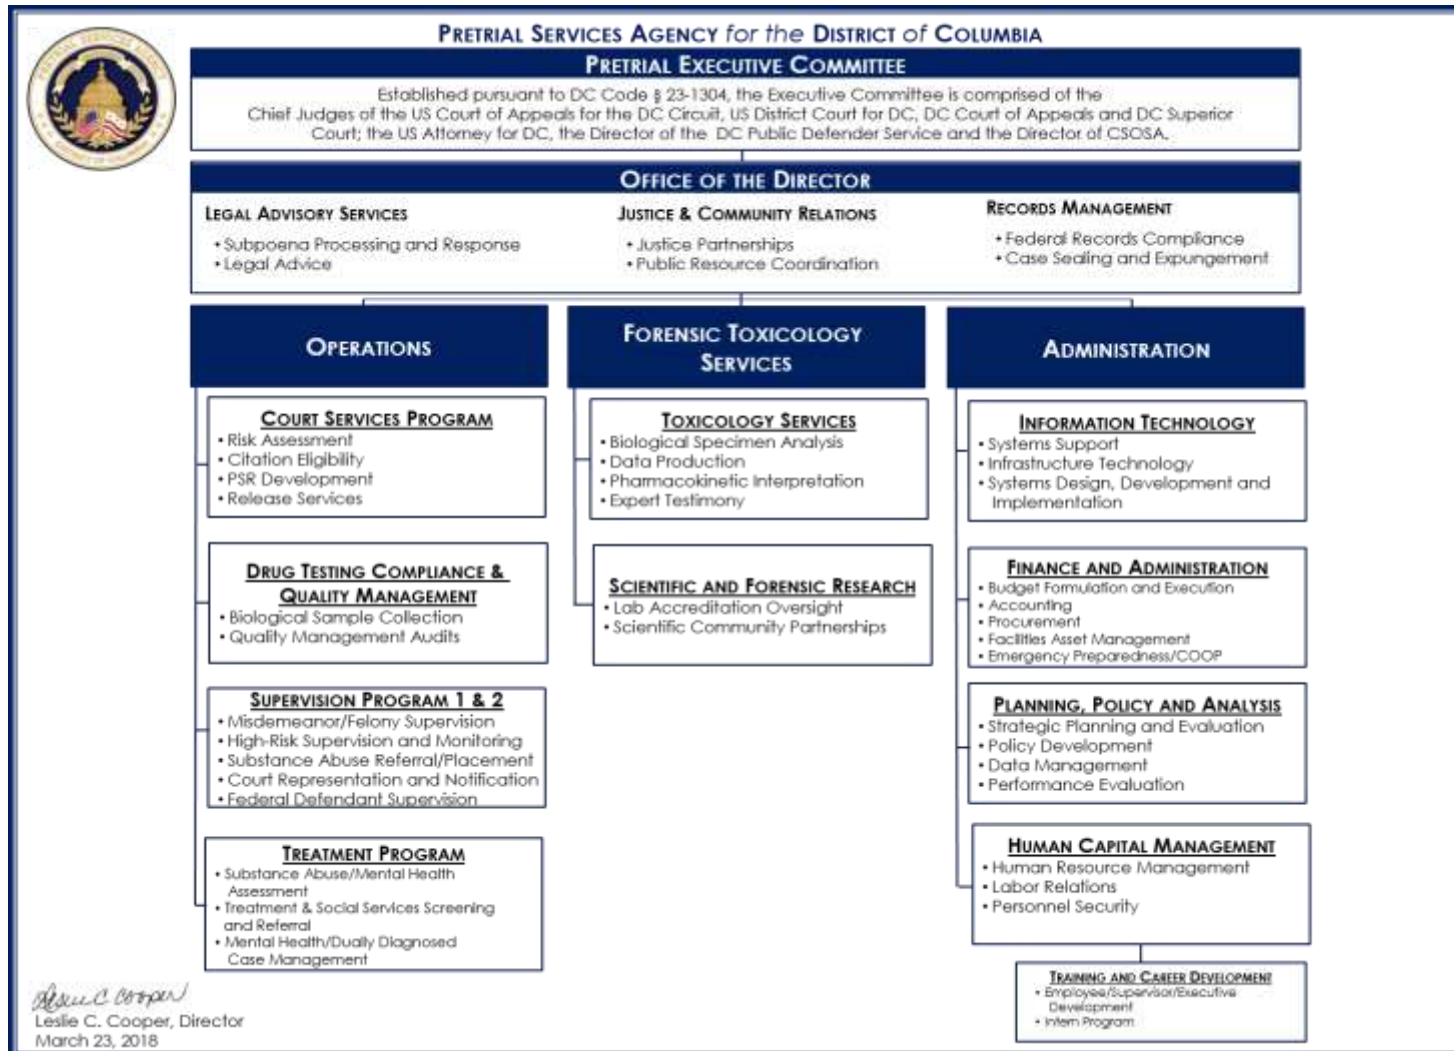 PRETRIAL SERVICES AGENCY for the DISTRICT of COLUMBIA
PRETRIAL EXECUTIVE COMMITTEE
Established pursuant to DC Code § 23-1304, the Executive Committee is comprised of the
Chief Judges of the US Court of Appeals for the DC Circuit, US District Court for DC, DC Court of Appeals and DC Superior
Court; the US Attorney for DC, the Director of the DC Public Defender Service and the Director of CSOSA.
OFFICE OF THE DIRECTOR
LEGAL ADVISORY SERVICES
• Subpoena Processing and Response
• Legal Advice
JUSTICE & COMMUNITY RELATIONS
• Justice Partnerships
• Public Resource Coordination
RECORDS MANAGEMENT
• Federal Records Compliance
• Case Sealing and Expungement
OPERATIONS
COURT SERVICES PROGRAM
• Risk Assessment
• Citation Eligibility
• PSR Development
• Release Services
DRUG TESTING COMPLIANCE &
QUALITY MANAGEMENT
• Biological Sample Collection
• Quality Management Audits
SUPERVISION PROGRAM 1 & 2
• Misdemeanor/Felony Supervision
• High-Risk Supervision and Monitoring
• Substance Abuse Referral/Placement
• Court Representation and Notification
• Federal Defendant Supervision
TREATMENT PROGRAM
• Substance Abuse/Mental Health
Assessment
• Treatment & Social Services Screening
and Referral
• Mental Health/Dually Diagnosed
Case Management
FORENSIC TOXICOLOGY
SERVICES
TOXICOLOGY SERVICES
• Biological Specimen Analysis
• Data Production
• Pharmacokinetic Interpretation
• Expert Testimony
SCIENTIFIC AND FORENSIC RESEARCH
• Lab Accreditation Oversight
• Scientific Community Partnerships
ADMINISTRATION
INFORMATION TECHNOLOGY
• Systems Support
• Infrastructure Technology
• Systems Design, Development and
Implementation
FINANCE AND ADMINISTRATION
• Budget Formulation and Execution
• Accounting
• Procurement
• Facilities Asset Management
• Emergency Preparedness/COOP
PLANNING, POLICY AND ANALYSIS
• Strategic Planning and Evaluation
• Policy Development
• Data Management
• Performance Evaluation
HUMAN CAPITAL MANAGEMENT
• Human Resource Management
• Labor Relations
• Personnel Security
TRAINING AND CAREER DEVELOPMENT
• Employee/Supervisor/Executive
Development
• Intern Program
Leslie C. Cooper
Leslie C. Cooper, Director
March 23, 2018